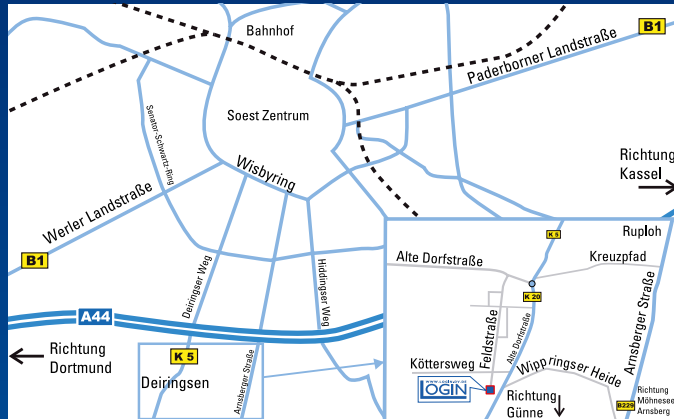 Bahnhof
B1
Paderborner Landstraße
Soest Zentrum
Senator-Schwartz-Ring
Wisbyring
Richtung
Kassel
Werler Landstraße
B1
Deiringser Weg
Hiddingser Weg
A44
Richtung
Dortmund
K 5
Deiringsen
Arnsberger Straße
K 5
Ruploh
Alte Dorfstraße
Kreuzpfad
K 20
Feldstraße
Alte Dorfstraße
Arnsberger Straße
Köttersweg
Wippringser Heide
LOGIN
Richtung
Günne
Richtung
Möhnesee
Arnsberg
B229